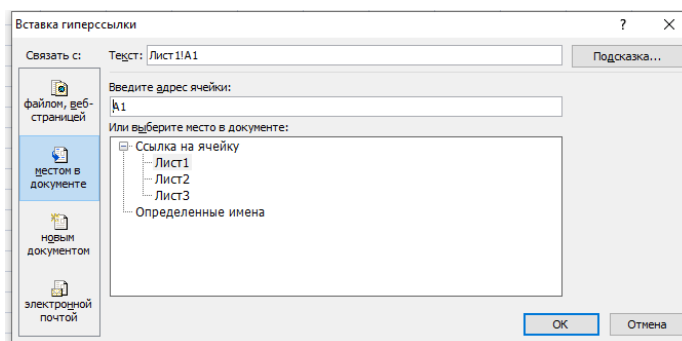 Вставка гиперссылки ? ×
Связать с: Текст: Лист1!A1 Подсказка...
файлом, веб-
страницей
местом в
документе
новым
документом
электронной
почтой
Введите адрес ячейки:
A1
Или выберите место в документе:
Ссылка на ячейку
Лист1
Лист2
Лист3
Определенные имена
ОК Отмена